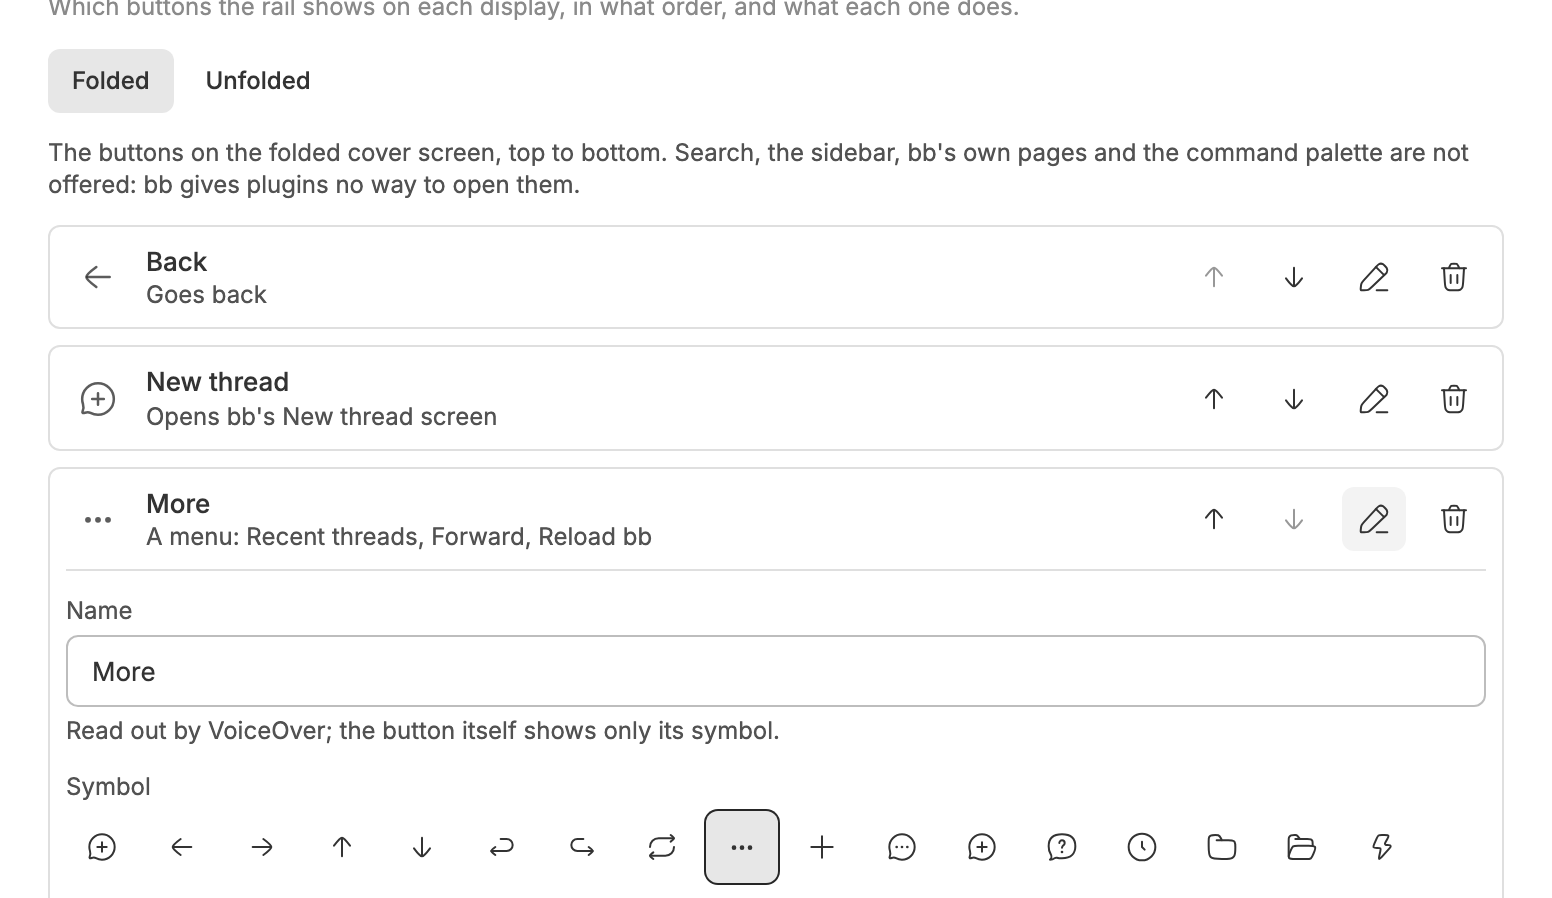 Which buttons the rail shows on each display, in what order, and what each one does.
Folded
Unfolded
The buttons on the folded cover screen, top to bottom. Search, the sidebar, bb's own pages and the command palette are not
offered: bb gives plugins no way to open them.
Back
Goes back
New thread
Opens bb's New thread screen
More
A menu: Recent threads, Forward, Reload bb
Name
More
Read out by VoiceOver; the button itself shows only its symbol.
Symbol